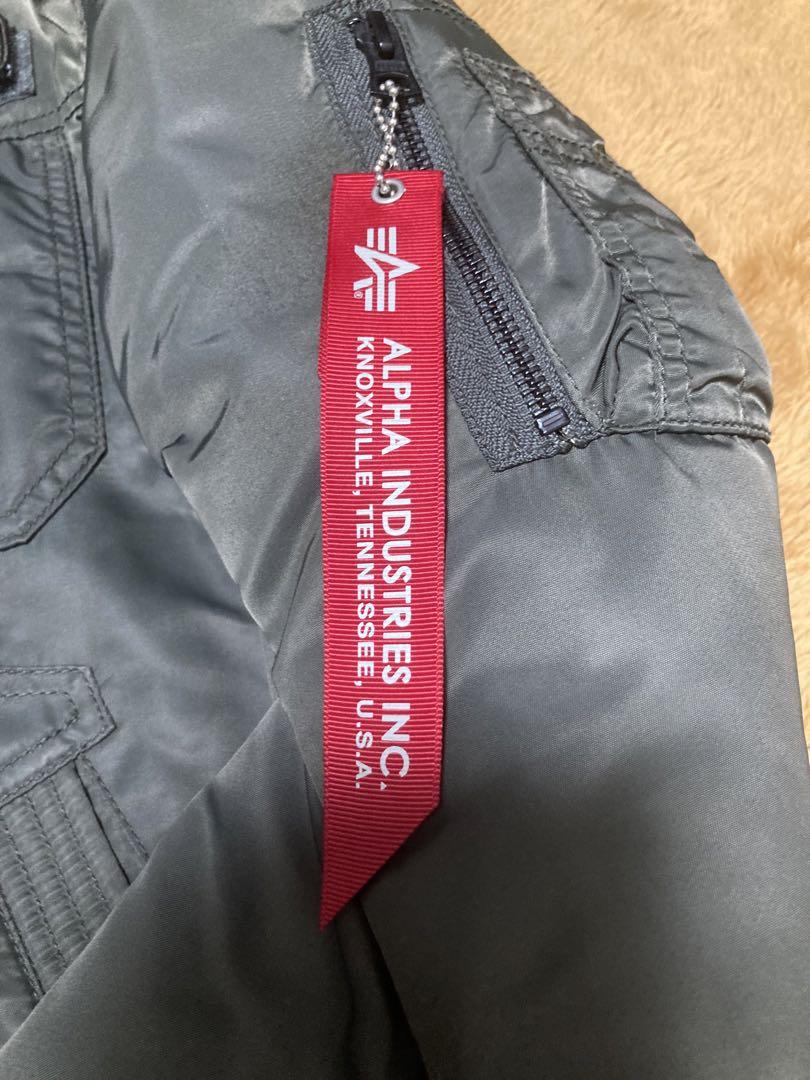 ALPHA INDUSTRIES INC.
KNOXVILLE, TENNESSEE, U.S.A.